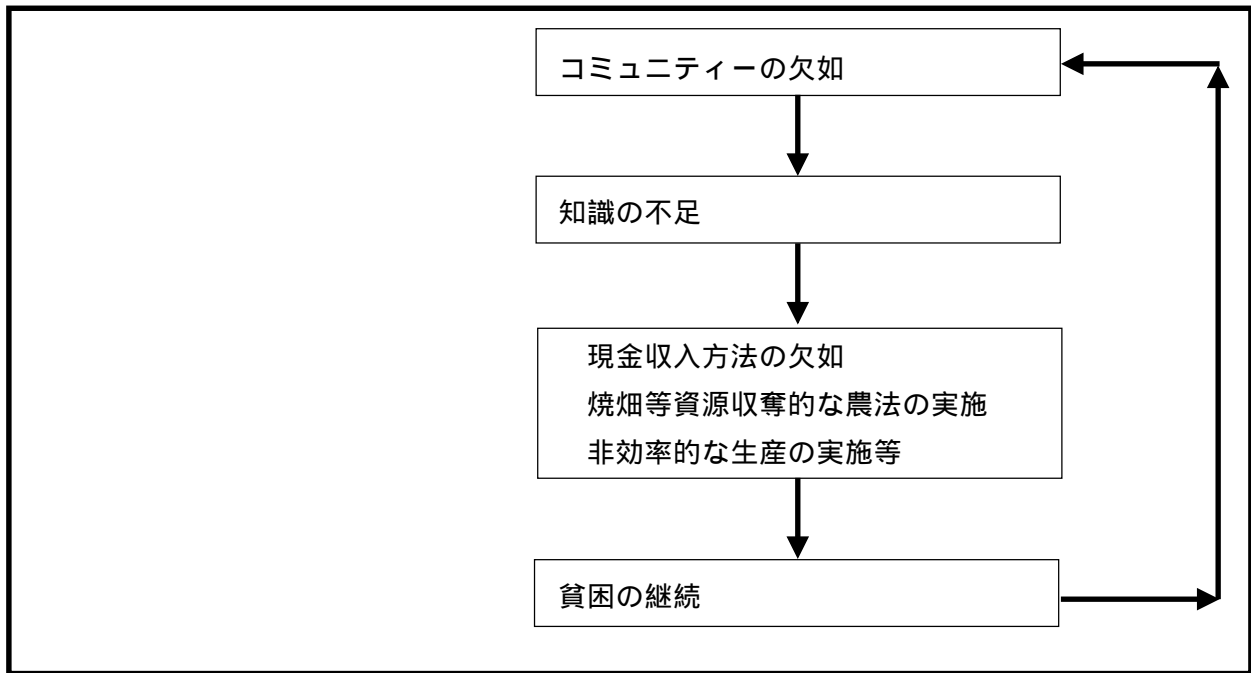 コミュニティーの欠如
知識の不足
現金収入方法の欠如
焼畑等資源収奪的な農法の実施
非効率的な生産の実施等
貧困の継続